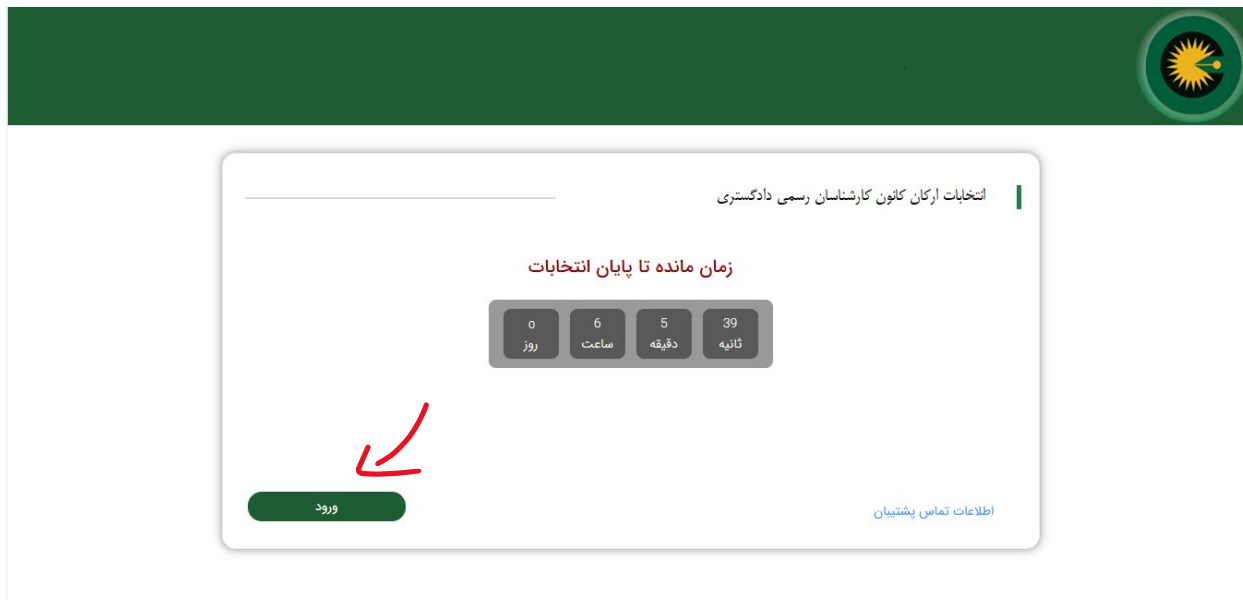 انتخابات ارکان کانون کارشناسان رسمی دادگستری
زمان مانده تا پایان انتخابات
39 5 6 0
ثانیه دقیقه ساعت روز
اطلاعات تماس پشتیبان
ورود